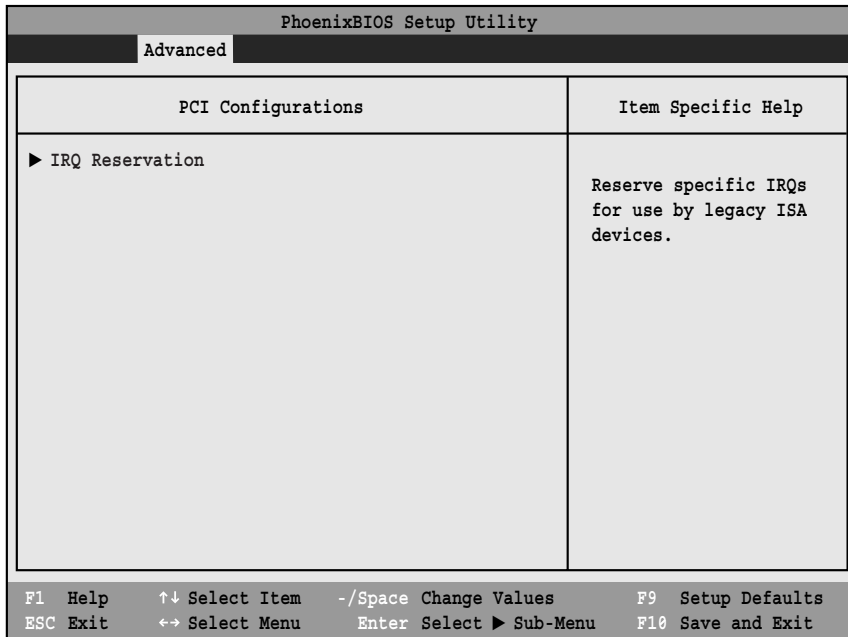 PhoenixBIOS Setup Utility
Advanced
PCI Configurations
Item Specific Help
▶ IRQ Reservation
Reserve specific IRQs
for use by legacy ISA
devices.
F1 Help ↑↓ Select Item -/Space Change Values F9 Setup Defaults
ESC Exit ←→ Select Menu Enter Select ▶ Sub-Menu F10 Save and Exit